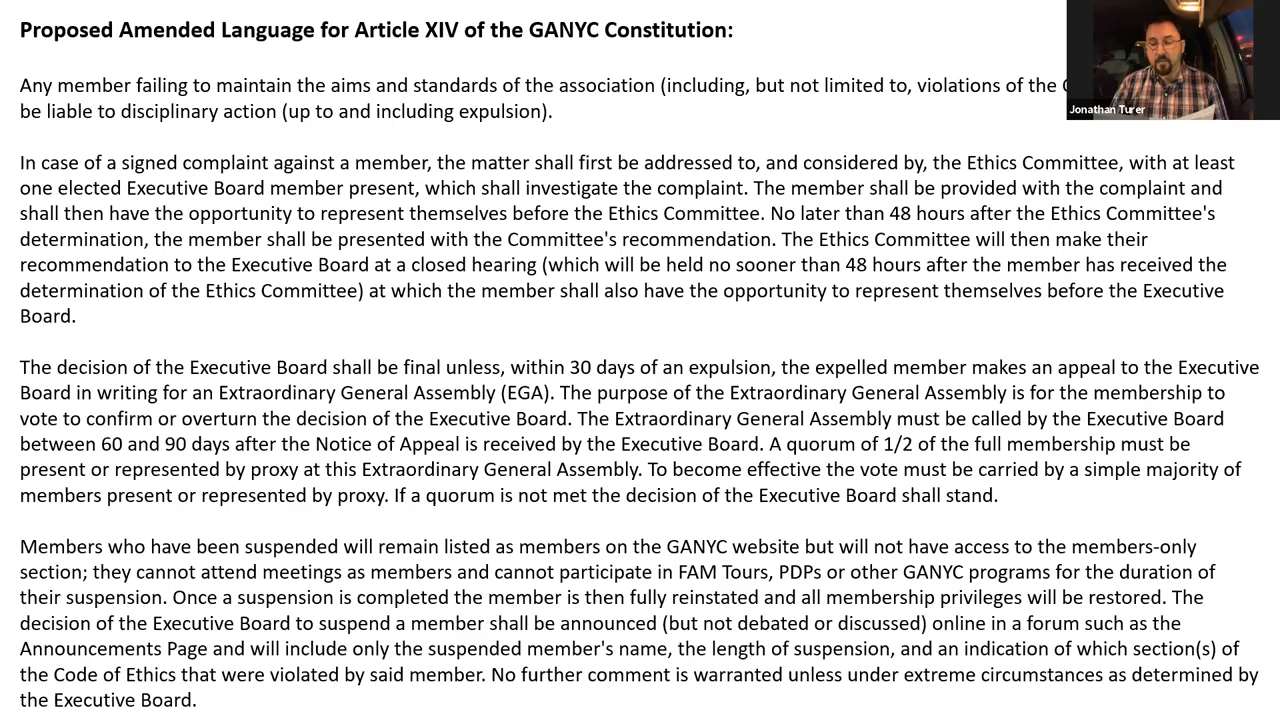 Proposed Amended Language for Article XIV of the GANYC Constitution:
Any member failing to maintain the aims and standards of the association (including, but not limited to, violations of the
be liable to disciplinary action (up to and including expulsion).
Jonathan Turer
In case of a signed complaint against a member, the matter shall first be addressed to, and considered by, the Ethics Committee, with at least
one elected Executive Board member present, which shall investigate the complaint. The member shall be provided with the complaint and
shall then have the opportunity to represent themselves before the Ethics Committee. No later than 48 hours after the Ethics Committee's
determination, the member shall be presented with the Committee's recommendation. The Ethics Committee will then make their
recommendation to the Executive Board at a closed hearing (which will be held no sooner than 48 hours after the member has received the
determination of the Ethics Committee) at which the member shall also have the opportunity to represent themselves before the Executive
Board.
The decision of the Executive Board shall be final unless, within 30 days of an expulsion, the expelled member makes an appeal to the Executive
Board in writing for an Extraordinary General Assembly (EGA). The purpose of the Extraordinary General Assembly is for the membership to
vote to confirm or overturn the decision of the Executive Board. The Extraordinary General Assembly must be called by the Executive Board
between 60 and 90 days after the Notice of Appeal is received by the Executive Board. A quorum of 1/2 of the full membership must be
present or represented by proxy at this Extraordinary General Assembly. To become effective the vote must be carried by a simple majority of
members present or represented by proxy. If a quorum is not met the decision of the Executive Board shall stand.
Members who have been suspended will remain listed as members on the GANYC website but will not have access to the members-only
section; they cannot attend meetings as members and cannot participate in FAM Tours, PDPs or other GANYC programs for the duration of
their suspension. Once a suspension is completed the member is then fully reinstated and all membership privileges will be restored. The
decision of the Executive Board to suspend a member shall be announced (but not debated or discussed) online in a forum such as the
Announcements Page and will include only the suspended member's name, the length of suspension, and an indication of which section(s) of
the Code of Ethics that were violated by said member. No further comment is warranted unless under extreme circumstances as determined by
the Executive Board.